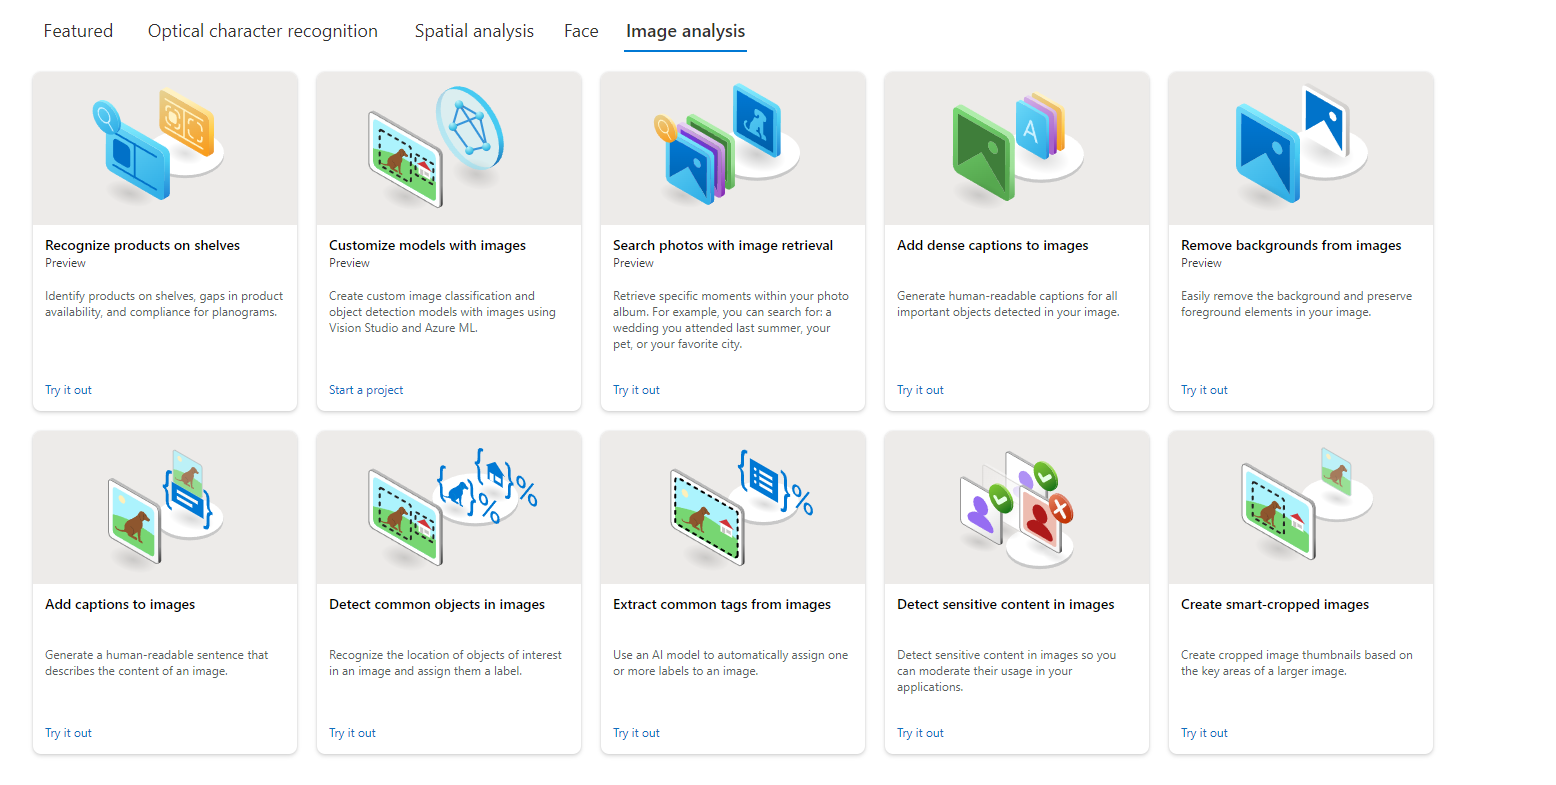 Featured
Optical character recognition
Spatial analysis
Face
Image analysis
Recognize products on shelves
Preview
Identify products on shelves, gaps in product
availability, and compliance for planograms.
Try it out
Customize models with images
Preview
Create custom image classification and
object detection models with images using
Vision Studio and Azure ML.
Start a project
Search photos with image retrieval
Preview
Retrieve specific moments within your photo
album. For example, you can search for: a
wedding you attended last summer, your
pet, or your favorite city.
Try it out
A
Add dense captions to images
Generate human-readable captions for all
important objects detected in your image.
Try it out
Remove backgrounds from images
Preview
Easily remove the background and preserve
foreground elements in your image.
Try it out
{ }
Add captions to images
Generate a human-readable sentence that
describes the content of an image.
Try it out
{ }%
{ }%
Detect common objects in images
Recognize the location of objects of interest
in an image and assign them a label.
Try it out
{ }%
Extract common tags from images
Use an AI model to automatically assign one
or more labels to an image.
Try it out
Detect sensitive content in images
Detect sensitive content in images so you
can moderate their usage in your
applications.
Try it out
Create smart-cropped images
Create cropped image thumbnails based on
the key areas of a larger image.
Try it out